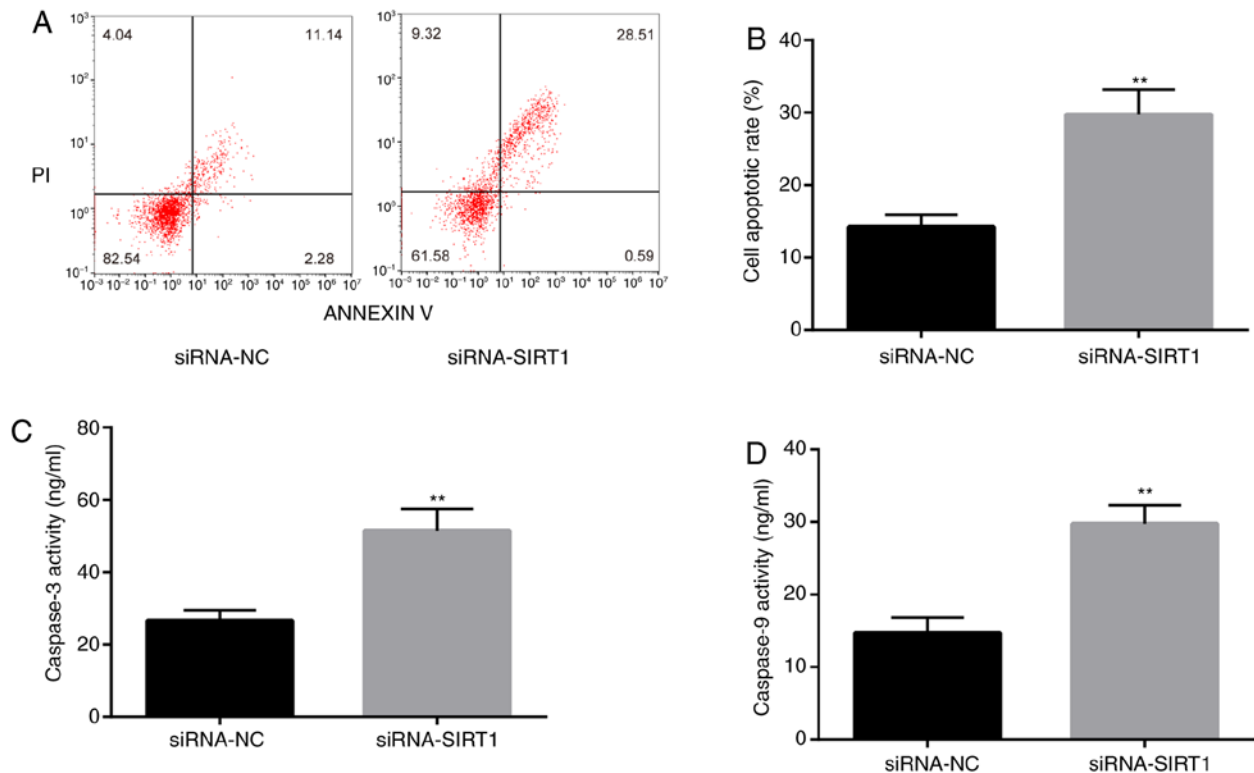 A
4.04 11.14
9.32 28.51
10³
10²
10¹
10⁰
10⁻¹
10³
10²
10¹
10⁰
10⁻¹
PI
82.54 2.28
61.58 0.59
10⁻³ 10⁻² 10⁻¹ 10⁰ 10¹ 10² 10³ 10⁴ 10⁵ 10⁶ 10⁷
10⁻³ 10⁻² 10⁻¹ 10⁰ 10¹ 10² 10³ 10⁴ 10⁵ 10⁶ 10⁷
ANNEXIN V
siRNA-NC siRNA-SIRT1
B
Cell apoptotic rate (%)
40
30
20
10
0
**
siRNA-NC siRNA-SIRT1
C
Caspase-3 activity (ng/ml)
80
60
40
20
0
**
siRNA-NC siRNA-SIRT1
D
Caspase-9 activity (ng/ml)
40
30
20
10
0
**
siRNA-NC siRNA-SIRT1